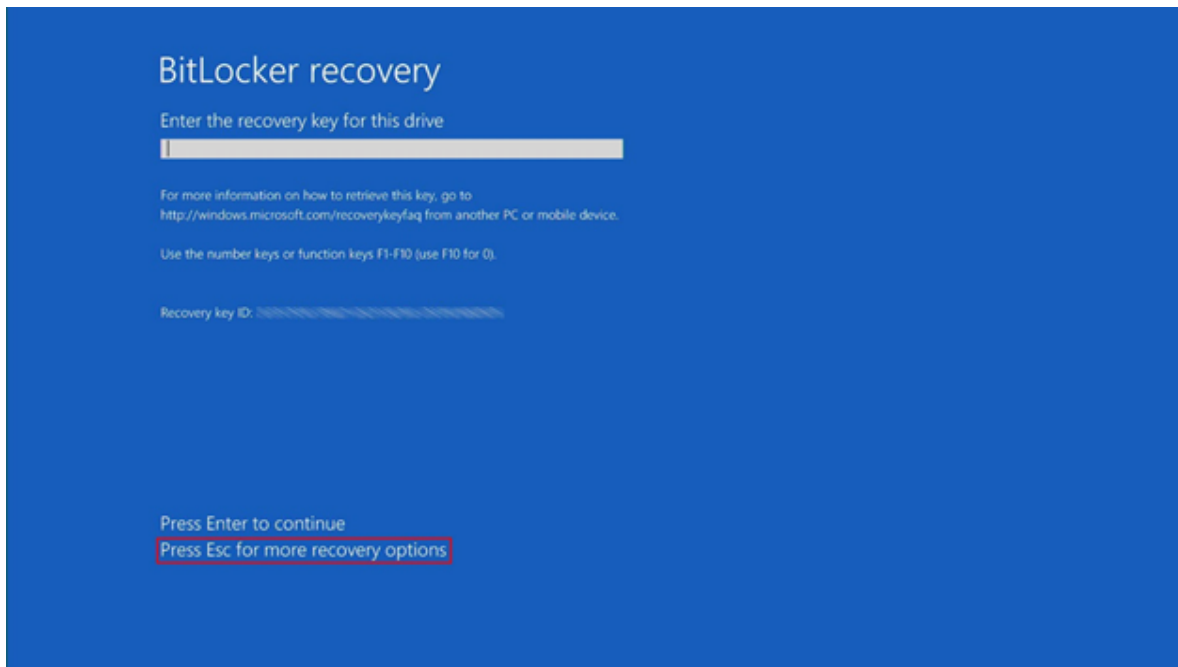 BitLocker recovery
Enter the recovery key for this drive
For more information on how to retrieve this key, go to
http://windows.microsoft.com/recoverykeyfaq from another PC or mobile device.
Use the number keys or function keys F1-F10 (use F10 for 0).
Recovery key ID:
Press Enter to continue
Press Esc for more recovery options